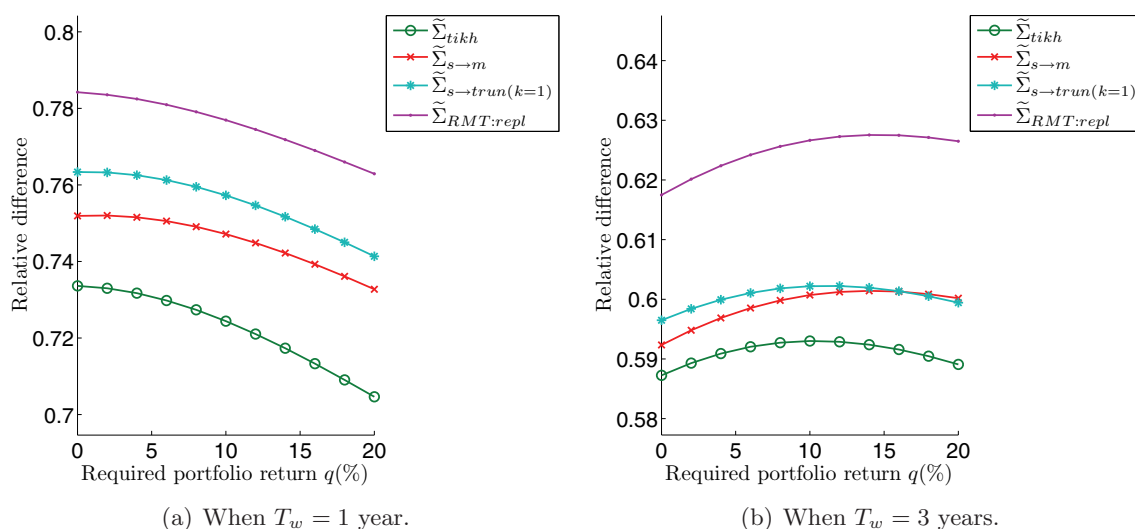 0.8
0.78
0.76
0.74
0.72
0.7
Relative difference
0 5 10 15 20
Required portfolio return q(%)
Σ̃_{tikh}
Σ̃_{s→m}
Σ̃_{s→trun(k=1)}
Σ̃_{RMT:repl}
(a) When T_w = 1 year.
0.64
0.63
0.62
0.61
0.6
0.59
0.58
Relative difference
0 5 10 15 20
Required portfolio return q(%)
Σ̃_{tikh}
Σ̃_{s→m}
Σ̃_{s→trun(k=1)}
Σ̃_{RMT:repl}
(b) When T_w = 3 years.